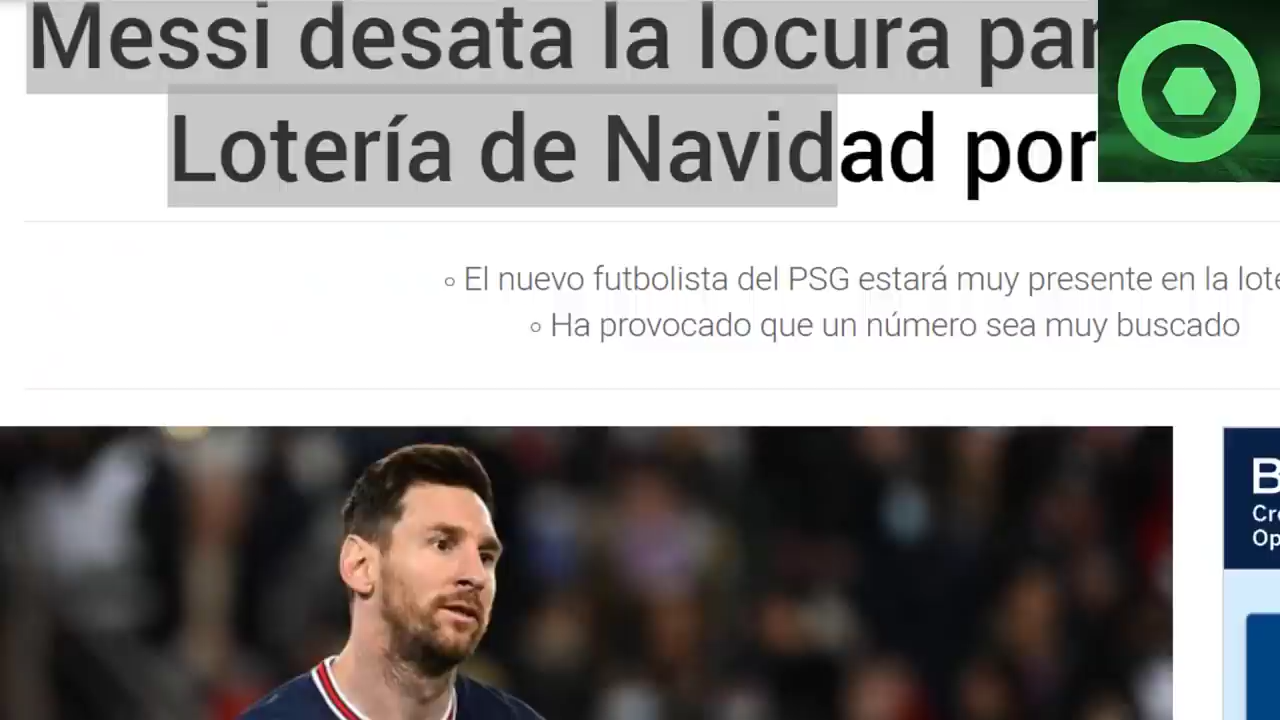 Messi desata la locura par
Lotería de Navidad por
El nuevo futbolista del PSG estará muy presente en la lote
Ha provocado que un número sea muy buscado
B
Cre
Op